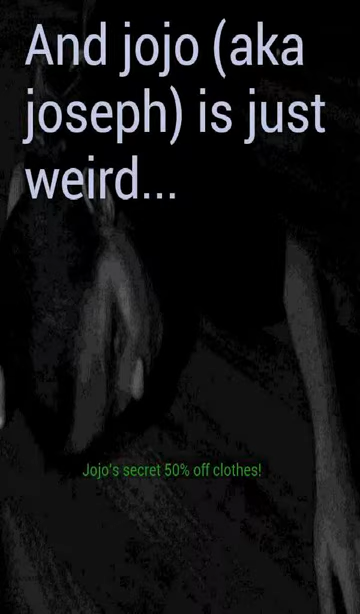 And jojo (aka
joseph) is just
weird...
Jojo's secret 50% off clothes!